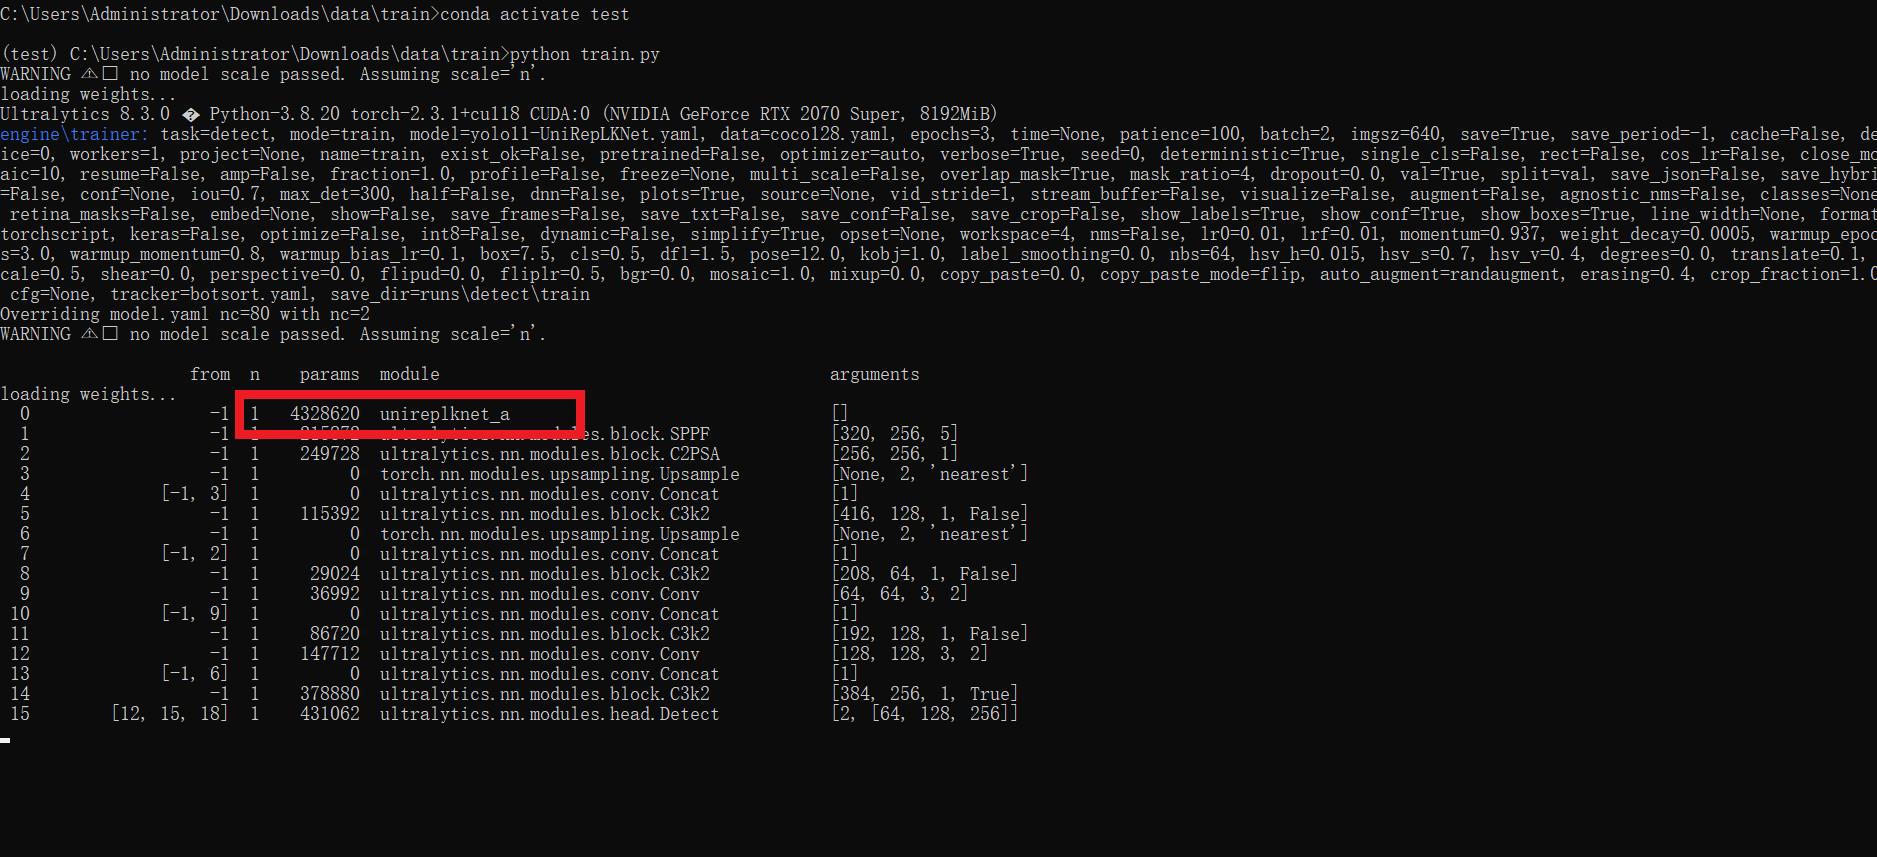 C:\Users\Administrator\Downloads\data\train>conda activate test
(test) C:\Users\Administrator\Downloads\data\train>python train.py
WARNING ⚠□ no model scale passed. Assuming scale='n'.
loading weights...
Ultralytics 8.3.0 � Python-3.8.20 torch-2.3.1+cu118 CUDA:0 (NVIDIA GeForce RTX 2070 Super, 8192MiB)
engine\trainer: task=detect, mode=train, model=yolo11-UniRepLKNet.yaml, data=coco128.yaml, epochs=3, time=None, patience=100, batch=2, imgsz=640, save=True, save_period=-1, cache=False, de
ice=0, workers=1, project=None, name=train, exist_ok=False, pretrained=False, optimizer=auto, verbose=True, seed=0, deterministic=True, single_cls=False, rect=False, cos_lr=False, close_mo
aic=10, resume=False, amp=False, fraction=1.0, profile=False, freeze=None, multi_scale=False, overlap_mask=True, mask_ratio=4, dropout=0.0, val=True, split=val, save_json=False, save_hybri
=False, conf=None, iou=0.7, max_det=300, half=False, dnn=False, plots=True, source=None, vid_stride=1, stream_buffer=False, visualize=False, augment=False, agnostic_nms=False, classes=None
retina_masks=False, embed=None, show=False, save_frames=False, save_txt=False, save_conf=False, save_crop=False, show_labels=True, show_conf=True, show_boxes=True, line_width=None, format
torchscript, keras=False, optimize=False, int8=False, dynamic=False, simplify=True, opset=None, workspace=4, nms=False, lr0=0.01, lrf=0.01, momentum=0.937, weight_decay=0.0005, warmup_epoc
s=3.0, warmup_momentum=0.8, warmup_bias_lr=0.1, box=7.5, cls=0.5, dfl=1.5, pose=12.0, kobj=1.0, label_smoothing=0.0, nbs=64, hsv_h=0.015, hsv_s=0.7, hsv_v=0.4, degrees=0.0, translate=0.1,
cale=0.5, shear=0.0, perspective=0.0, flipud=0.0, fliplr=0.5, bgr=0.0, mosaic=1.0, mixup=0.0, copy_paste=0.0, copy_paste_mode=flip, auto_augment=randaugment, erasing=0.4, crop_fraction=1.0
cfg=None, tracker=botsort.yaml, save_dir=runs\detect\train
Overriding model.yaml nc=80 with nc=2
WARNING ⚠□ no model scale passed. Assuming scale='n'.
from n params module arguments
loading weights...
0 -1 1 4328620 unireplknet_a []
1 -1 1 ultralytics.nn.modules.block.SPPF [320, 256, 5]
2 -1 1 249728 ultralytics.nn.modules.block.C2PSA [256, 256, 1]
3 -1 1 0 torch.nn.modules.upsampling.Upsample [None, 2, 'nearest']
4 [-1, 3] 1 0 ultralytics.nn.modules.conv.Concat [1]
5 -1 1 115392 ultralytics.nn.modules.block.C3k2 [416, 128, 1, False]
6 -1 1 0 torch.nn.modules.upsampling.Upsample [None, 2, 'nearest']
7 [-1, 2] 1 0 ultralytics.nn.modules.conv.Concat [1]
8 -1 1 29024 ultralytics.nn.modules.block.C3k2 [208, 64, 1, False]
9 -1 1 36992 ultralytics.nn.modules.conv.Conv [64, 64, 3, 2]
10 [-1, 9] 1 0 ultralytics.nn.modules.conv.Concat [1]
11 -1 1 86720 ultralytics.nn.modules.block.C3k2 [192, 128, 1, False]
12 -1 1 147712 ultralytics.nn.modules.conv.Conv [128, 128, 3, 2]
13 [-1, 6] 1 0 ultralytics.nn.modules.conv.Concat [1]
14 -1 1 378880 ultralytics.nn.modules.block.C3k2 [384, 256, 1, True]
15 [12, 15, 18] 1 431062 ultralytics.nn.modules.head.Detect [2, [64, 128, 256]]